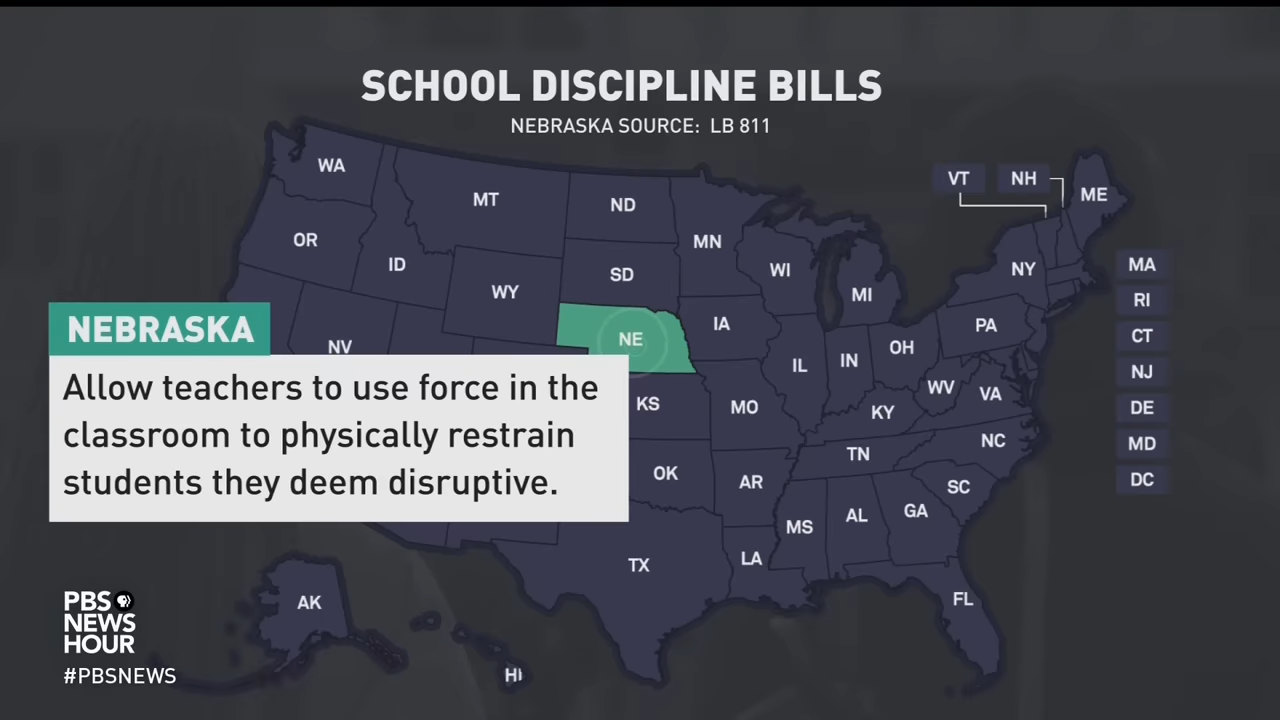 SCHOOL DISCIPLINE BILLS
NEBRASKA SOURCE: LB 811
WA
MT
ND
MN
VT
NH
ME
OR
ID
SD
WI
NY
MA
WY
MI
RI
NEBRASKA
NV
NE
IA
PA
CT
IL
IN
OH
NJ
Allow teachers to use force in the
classroom to physically restrain
students they deem disruptive.
KS
MO
KY
WV
VA
DE
OK
AR
TN
NC
MD
SC
DC
MS
AL
GA
TX
LA
AK
FL
HI
PBS
NEWS
HOUR
#PBSNEWS